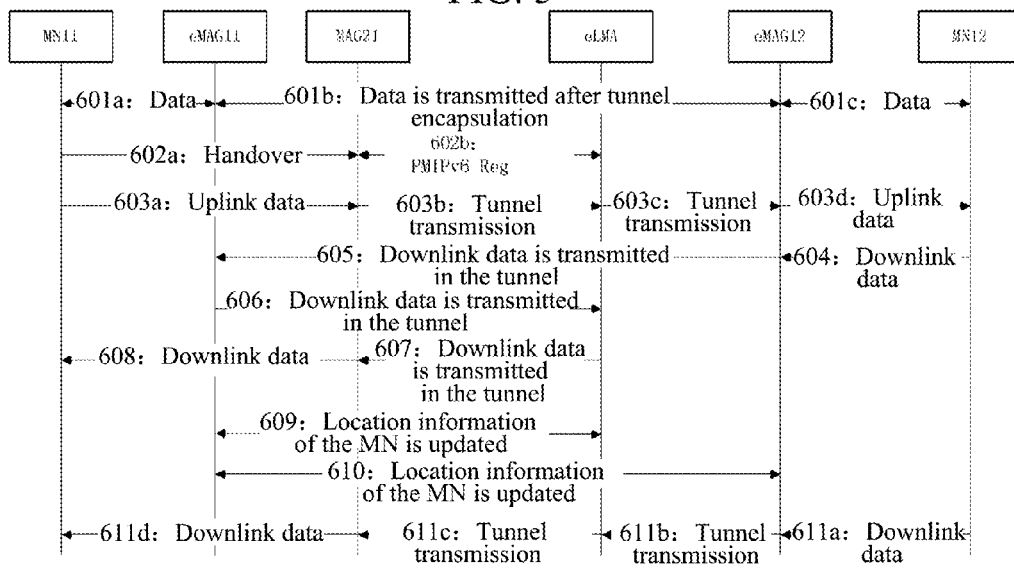 MN11 eMAG11 MAG21 eLMA eMAG12 MN12
601a: Data 601b: Data is transmitted after tunnel encapsulation 601c: Data
602a: Handover 602b: PMIPv6 Reg
603a: Uplink data 603b: Tunnel transmission 603c: Tunnel transmission 603d: Uplink data
605: Downlink data is transmitted in the tunnel 604: Downlink data
606: Downlink data is transmitted in the tunnel
608: Downlink data 607: Downlink data is transmitted in the tunnel
609: Location information of the MN is updated
610: Location information of the MN is updated
611d: Downlink data 611c: Tunnel transmission 611b: Tunnel transmission 611a: Downlink data